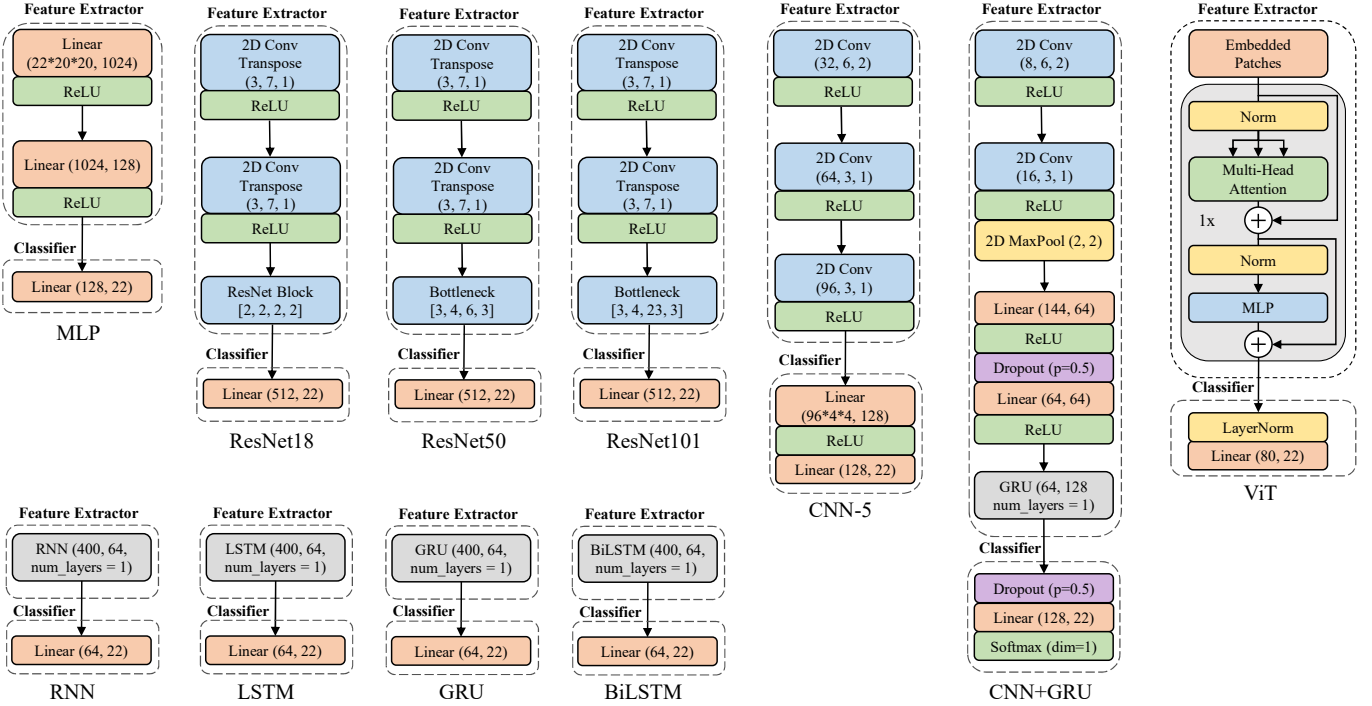 Feature Extractor
Linear
(22*20*20, 1024)
ReLU
Linear (1024, 128)
ReLU
Classifier
Linear (128, 22)
MLP
Feature Extractor
2D Conv
Transpose
(3, 7, 1)
ReLU
2D Conv
Transpose
(3, 7, 1)
ReLU
ResNet Block
[2, 2, 2, 2]
Classifier
Linear (512, 22)
ResNet18
Feature Extractor
2D Conv
Transpose
(3, 7, 1)
ReLU
2D Conv
Transpose
(3, 7, 1)
ReLU
Bottleneck
[3, 4, 6, 3]
Classifier
Linear (512, 22)
ResNet50
Feature Extractor
2D Conv
Transpose
(3, 7, 1)
ReLU
2D Conv
Transpose
(3, 7, 1)
ReLU
Bottleneck
[3, 4, 23, 3]
Classifier
Linear (512, 22)
ResNet101
Feature Extractor
2D Conv
(32, 6, 2)
ReLU
2D Conv
(64, 3, 1)
ReLU
2D Conv
(96, 3, 1)
ReLU
Classifier
Linear
(96*4*4, 128)
ReLU
Linear (128, 22)
CNN-5
Feature Extractor
2D Conv
(8, 6, 2)
ReLU
2D Conv
(16, 3, 1)
ReLU
2D MaxPool (2, 2)
Linear (144, 64)
ReLU
Dropout (p=0.5)
Linear (64, 64)
ReLU
GRU (64, 128
num_layers = 1)
Classifier
Dropout (p=0.5)
Linear (128, 22)
Softmax (dim=1)
CNN+GRU
Feature Extractor
Embedded
Patches
Norm
Multi-Head
Attention
1x
Norm
MLP
Classifier
LayerNorm
Linear (80, 22)
ViT
Feature Extractor
RNN (400, 64,
num_layers = 1)
Classifier
Linear (64, 22)
RNN
Feature Extractor
LSTM (400, 64,
num_layers = 1)
Classifier
Linear (64, 22)
LSTM
Feature Extractor
GRU (400, 64,
num_layers = 1)
Classifier
Linear (64, 22)
GRU
Feature Extractor
BiLSTM (400, 64,
num_layers = 1)
Classifier
Linear (64, 22)
BiLSTM